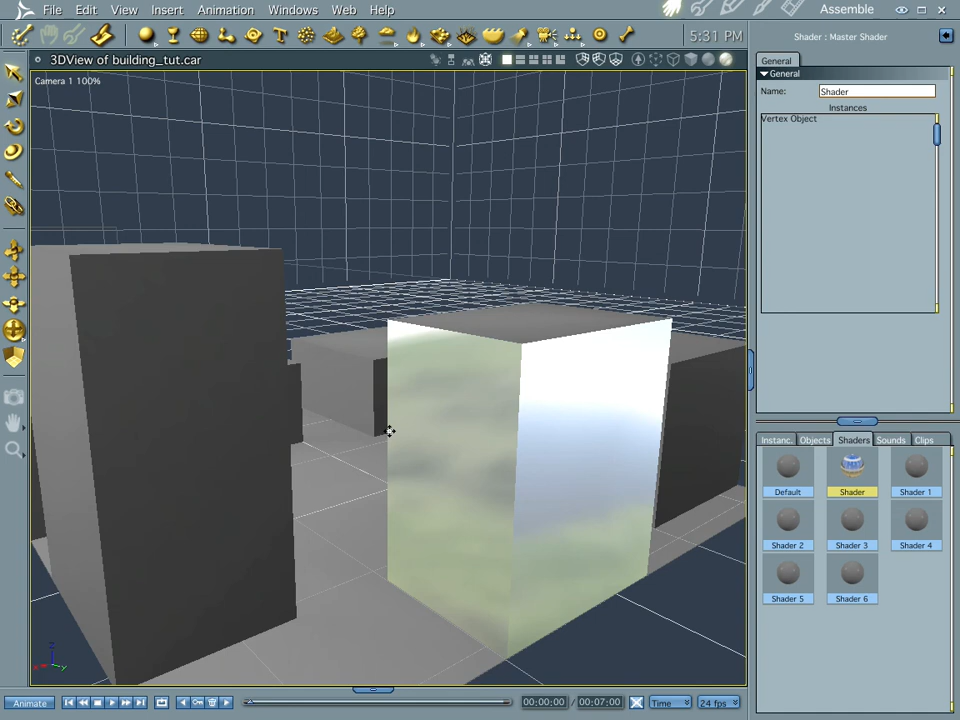 File Edit View Insert Animation Windows Web Help Assemble
5:31 PM
Shader : Master Shader
3DView of building_tut.car
General
Camera 1 100%
General
Name: Shader
Instances
Vertex Object
Instanc. Objects Shaders Sounds Clips
Default Shader Shader 1
Shader 2 Shader 3 Shader 4
Shader 5 Shader 6
Z
Y
Animate 00:00:00 / 00:07:00 Time 24 fps